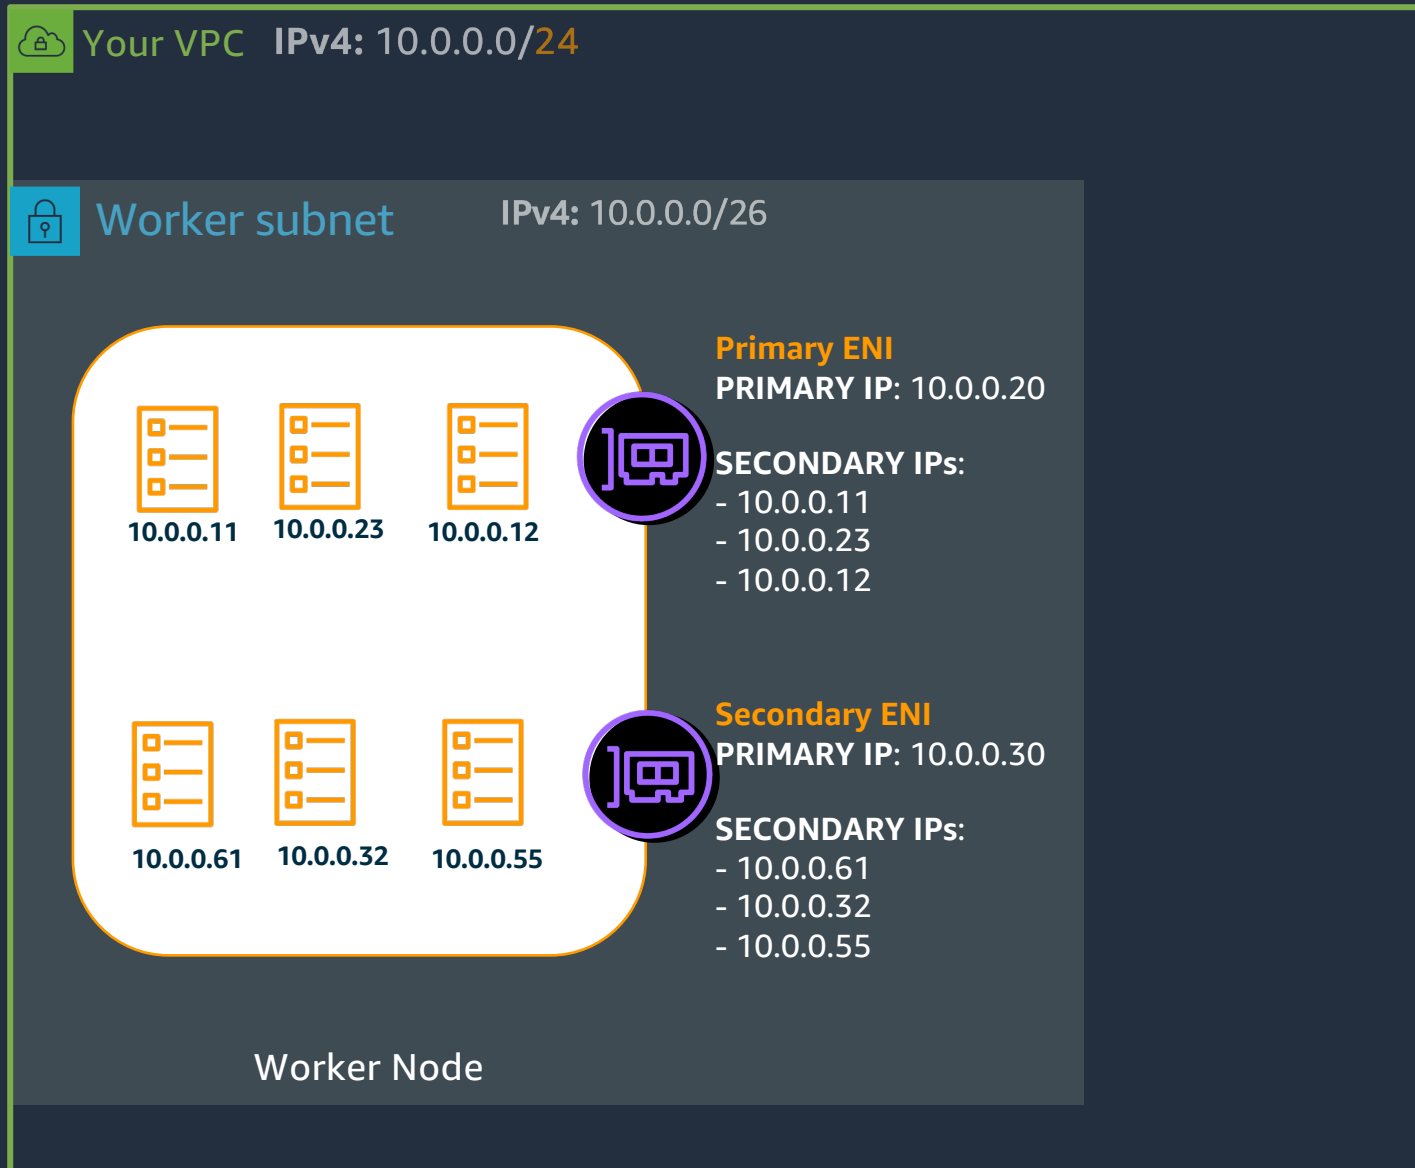 Your VPC IPv4: 10.0.0.0/24
Worker subnet IPv4: 10.0.0.0/26
Primary ENI
PRIMARY IP: 10.0.0.20
SECONDARY IPs:
- 10.0.0.11
- 10.0.0.23
- 10.0.0.12
10.0.0.11 10.0.0.23 10.0.0.12
Secondary ENI
PRIMARY IP: 10.0.0.30
SECONDARY IPs:
- 10.0.0.61
- 10.0.0.32
- 10.0.0.55
10.0.0.61 10.0.0.32 10.0.0.55
Worker Node